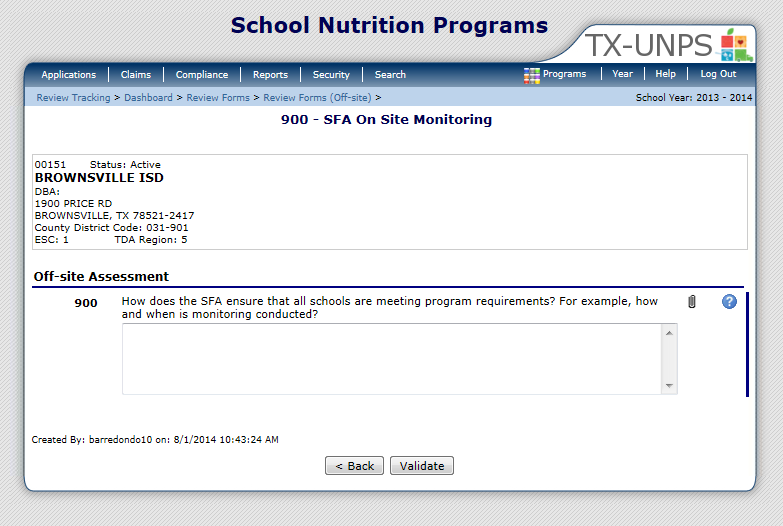 School Nutrition Programs
TX-UNPS
Applications Claims Compliance Reports Security Search Programs Year Help Log Out
Review Tracking > Dashboard > Review Forms > Review Forms (Off-site) > School Year: 2013 - 2014
900 - SFA On Site Monitoring
00151 Status: Active
BROWNSVILLE ISD
DBA:
1900 PRICE RD
BROWNSVILLE, TX 78521-2417
County District Code: 031-901
ESC: 1 TDA Region: 5
Off-site Assessment
900 How does the SFA ensure that all schools are meeting program requirements? For example, how
and when is monitoring conducted?
?
Created By: barredondo10 on: 8/1/2014 10:43:24 AM
< Back Validate